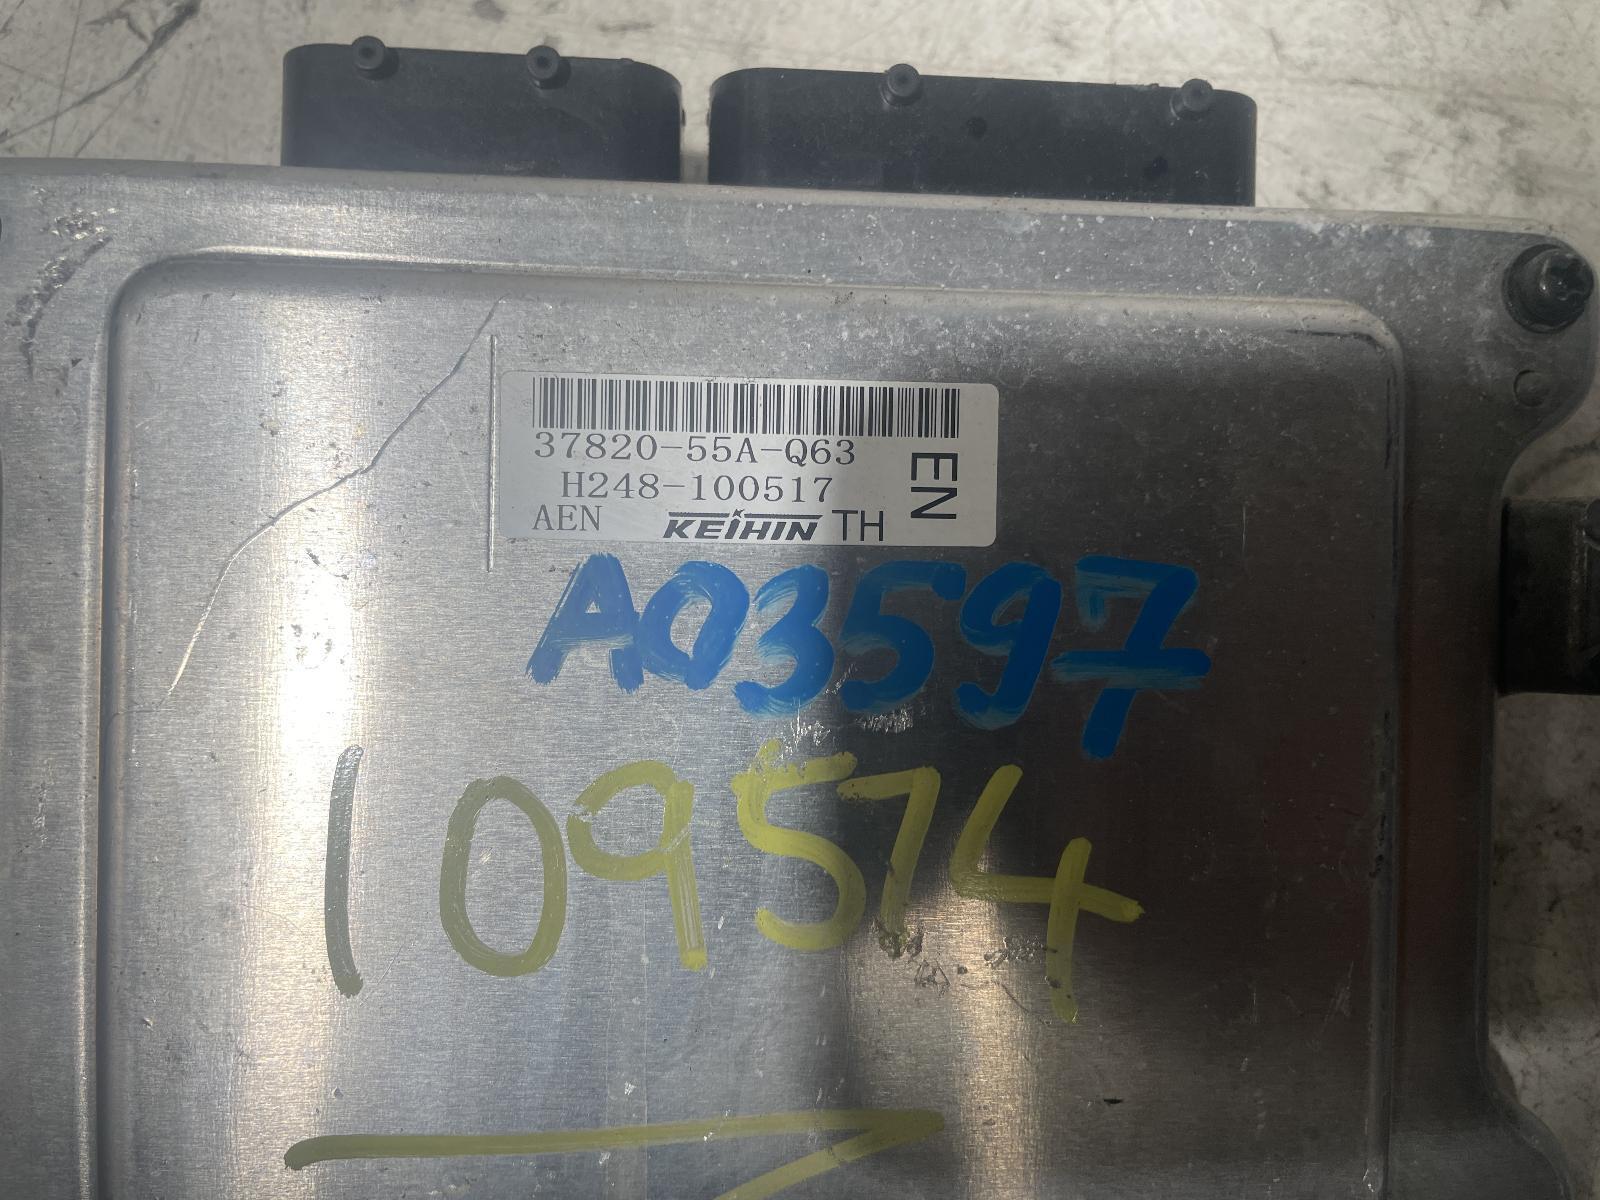 37820-55A-Q63
H248-100517
AEN KEIHIN TH
EN
A03597
109574